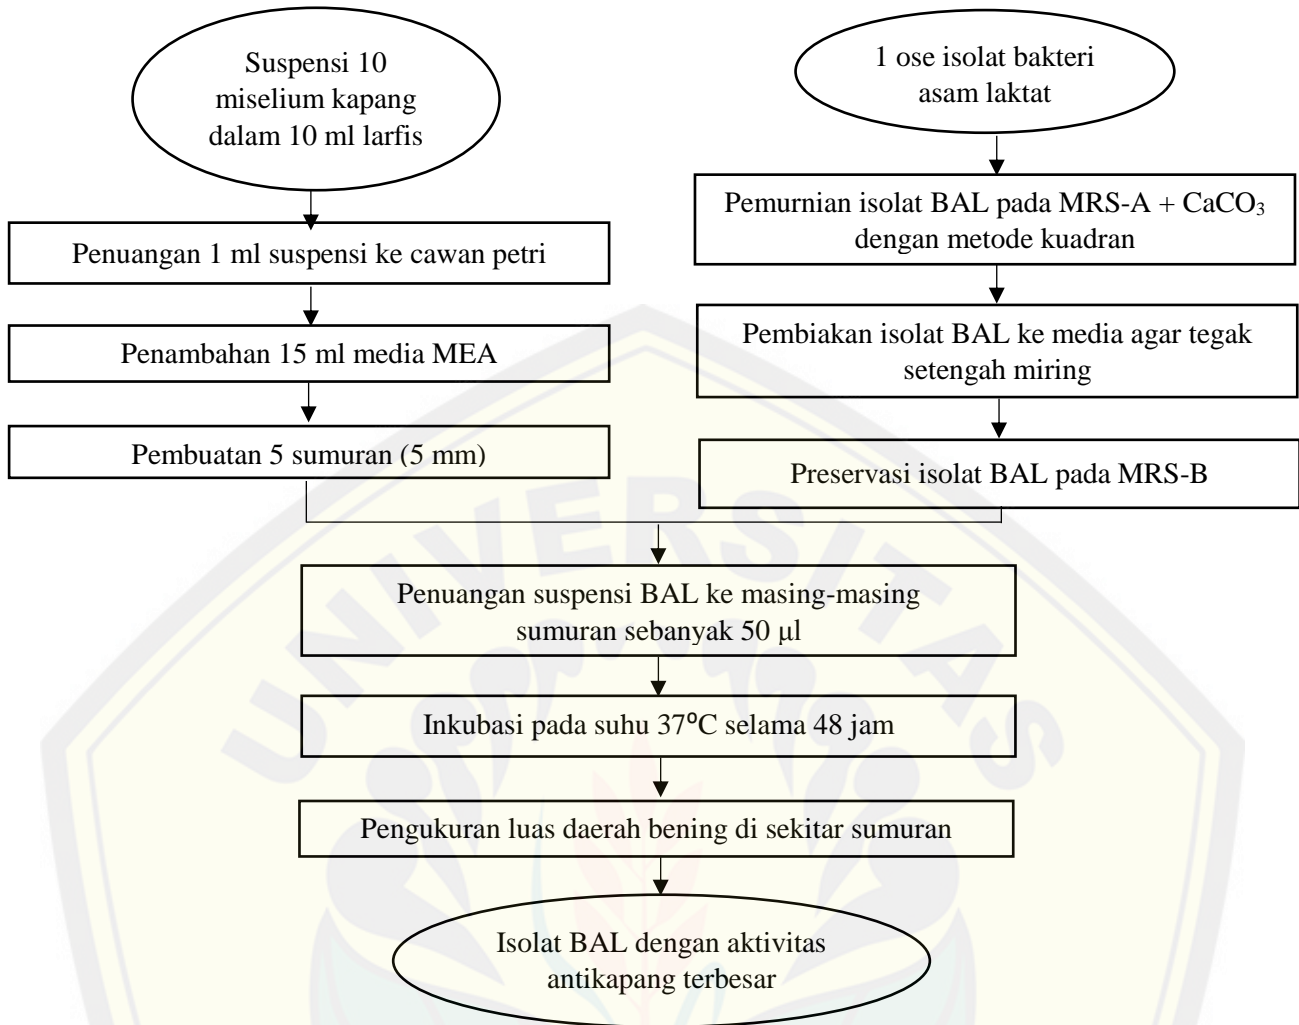 Suspensi 10
miselium kapang
dalam 10 ml larfis
Penuangan 1 ml suspensi ke cawan petri
Penambahan 15 ml media MEA
Pembuatan 5 sumuran (5 mm)
1 ose isolat bakteri
asam laktat
Pemurnian isolat BAL pada MRS-A + CaCO₃
dengan metode kuadran
Pembiakan isolat BAL ke media agar tegak
setengah miring
Preservasi isolat BAL pada MRS-B
Penuangan suspensi BAL ke masing-masing
sumuran sebanyak 50 μl
Inkubasi pada suhu 37⁰C selama 48 jam
Pengukuran luas daerah bening di sekitar sumuran
Isolat BAL dengan aktivitas
antikapang terbesar
UNIVERSITAS